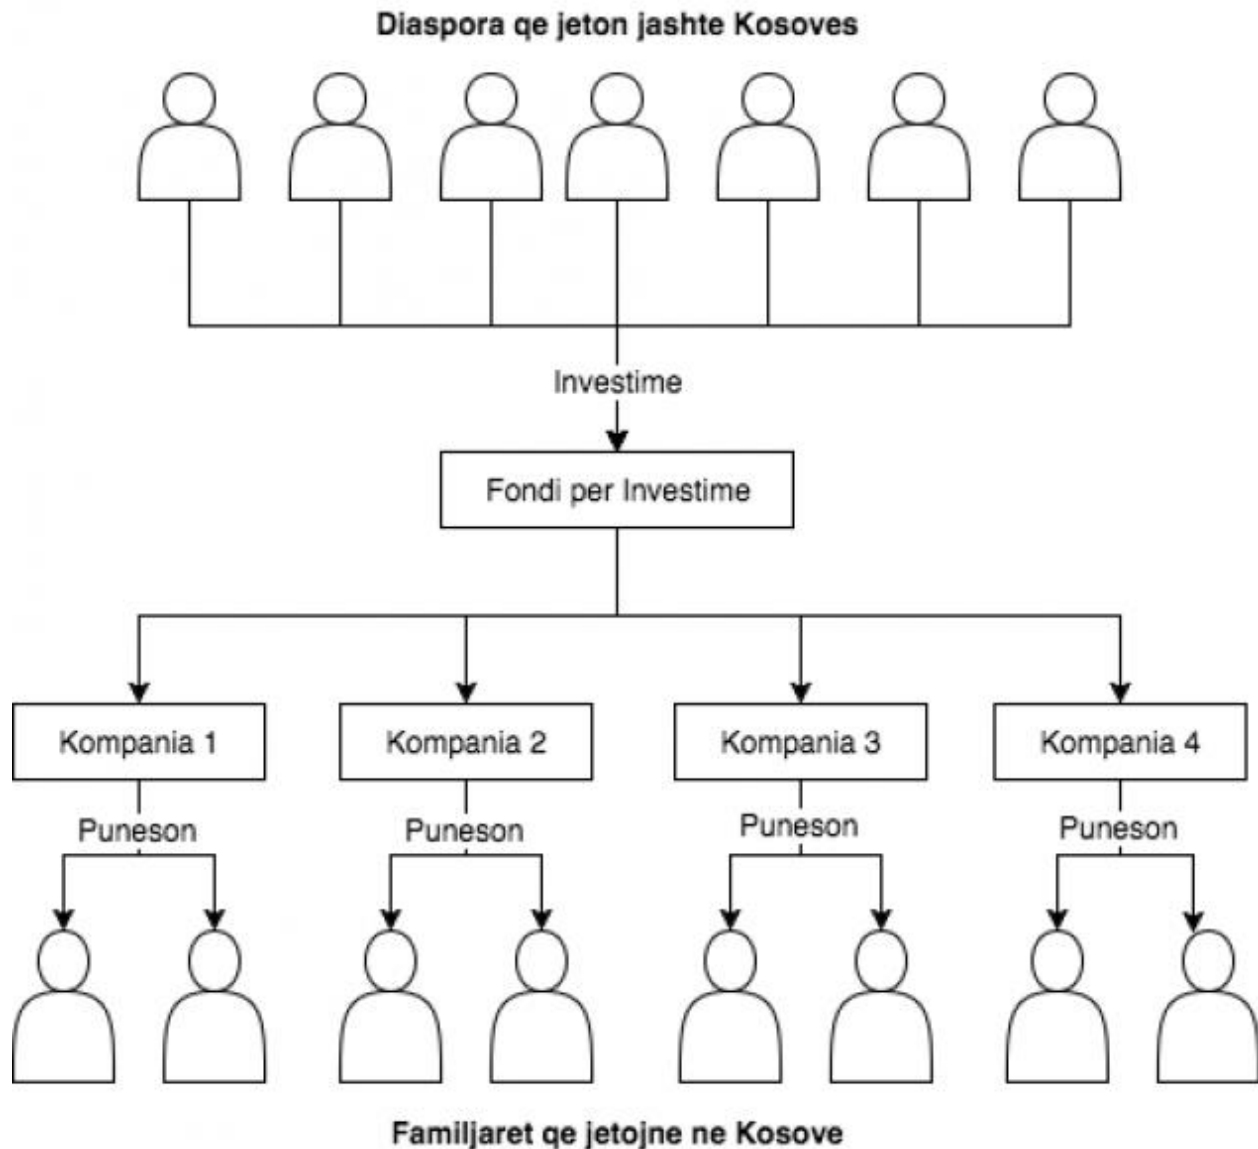 Diaspora qe jeton jashte Kosoves
Investime
Fondi per Investime
Kompania 1
Kompania 2
Kompania 3
Kompania 4
Puneson
Puneson
Puneson
Puneson
Familjaret qe jetojne ne Kosove